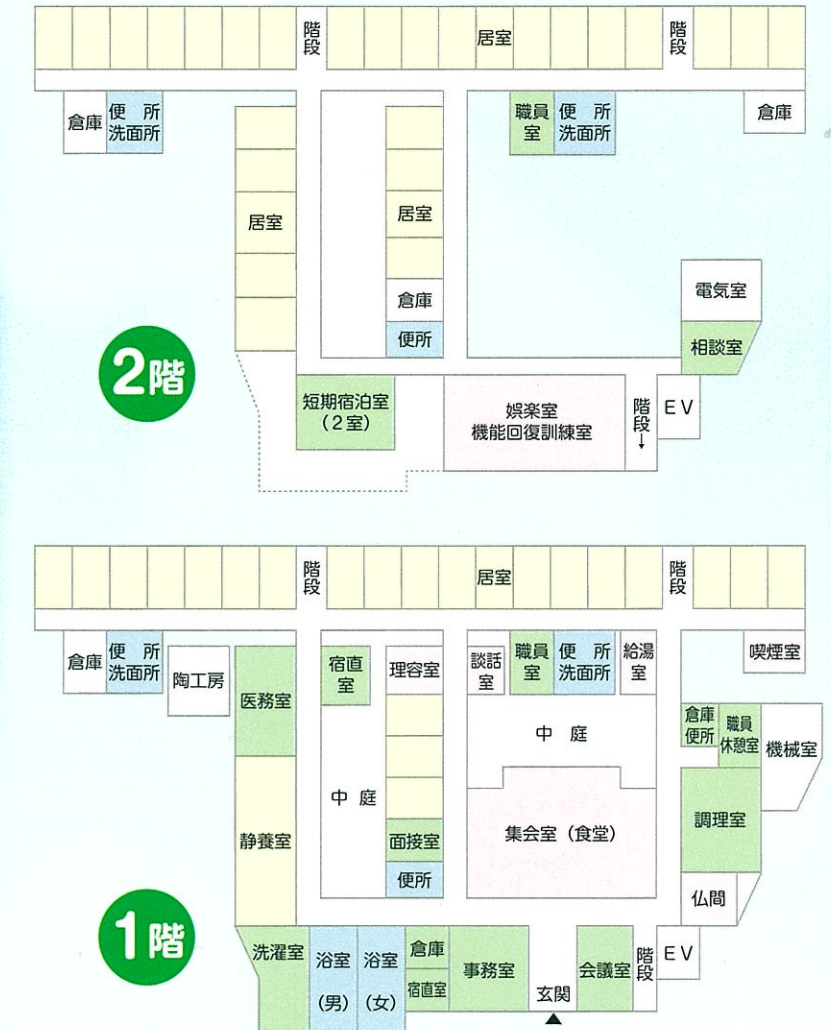 階段
居室
階段
倉庫
便 所
洗面所
職員室
便 所
洗面所
倉庫
居室
居室
倉庫
便所
電気室
相談室
2階
短期宿泊室
(2室)
娯楽室
機能回復訓練室
階段↓
EV
階段
居室
階段
倉庫
便 所
洗面所
陶工房
医務室
宿直室
理容室
談話室
職員室
便 所
洗面所
給湯室
喫煙室
中 庭
倉庫
便所
職員
休憩室
機械室
中 庭
静養室
面接室
便所
集会室(食堂)
調理室
仏間
1階
洗濯室
浴室
(男)
浴室
(女)
倉庫
宿直室
事務室
玄関
▲
会議室
階段
EV